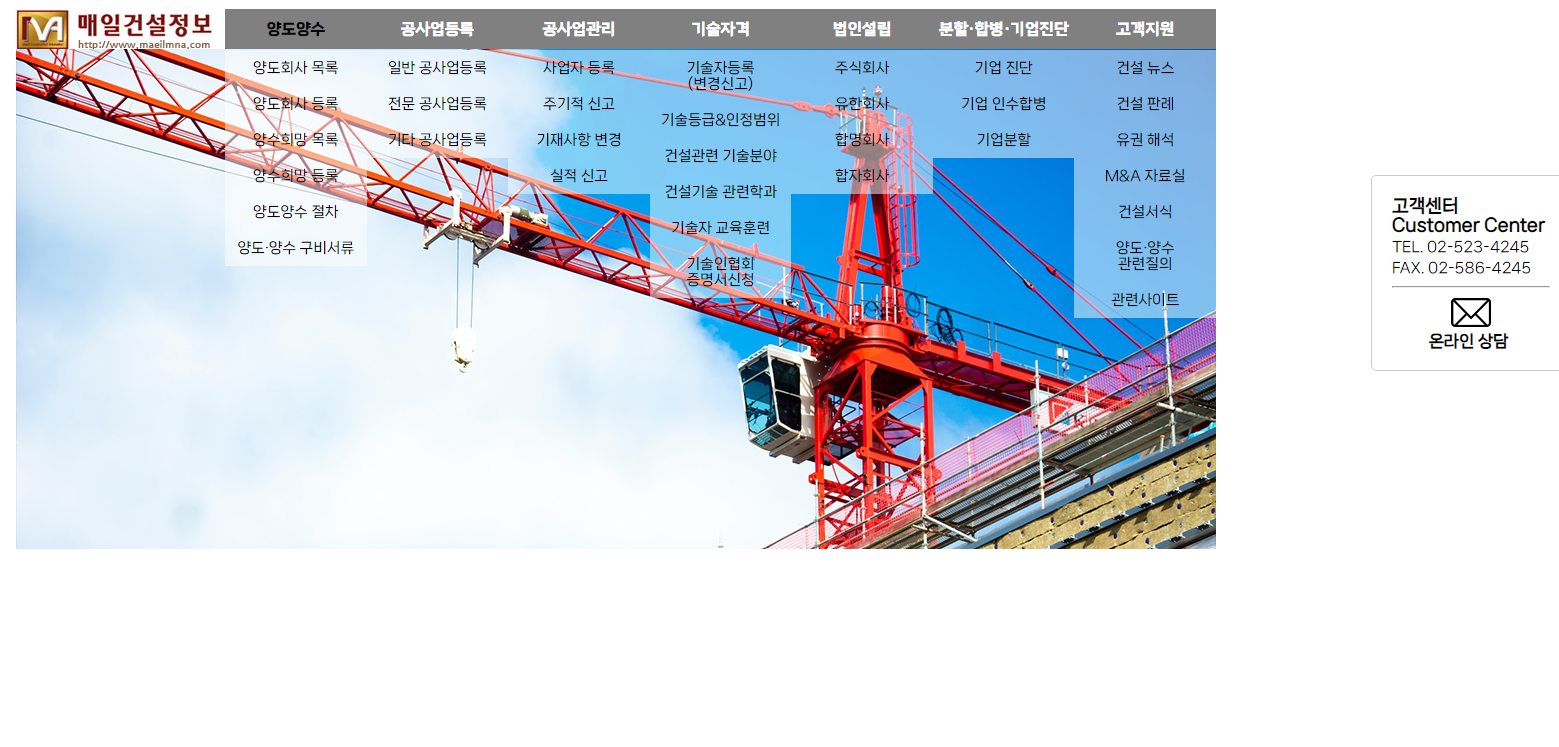 매일건설정보
http://www.maeilmna.com
양도양수
공사업등록
공사업관리
기술자격
법인설립
분할·합병·기업진단
고객지원
양도회사 목록
양도회사 등록
양수희망 목록
양수희망 등록
양도양수 절차
양도·양수 구비서류
일반 공사업등록
전문 공사업등록
기타 공사업등록
사업자 등록
주기적 신고
기재사항 변경
실적 신고
기술자등록
(변경신고)
기술등급&인정범위
건설관련 기술분야
건설기술 관련학과
기술자 교육훈련
기술인협회
증명서신청
주식회사
유한회사
합명회사
합자회사
기업 진단
기업 인수합병
기업분할
건설 뉴스
건설 판례
유권 해석
M&A 자료실
건설서식
양도·양수
관련질의
관련사이트
고객센터
Customer Center
TEL. 02-523-4245
FAX. 02-586-4245
온라인 상담